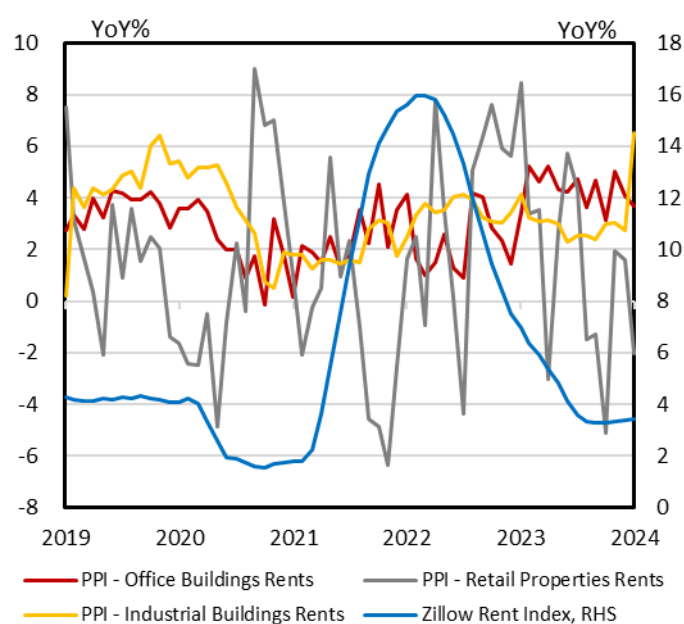 YoY% YoY%
10 18
8 16
6 14
4 12
2 10
0 8
-2 6
-4 4
-6 2
-8 0
2019 2020 2021 2022 2023 2024
PPI - Office Buildings Rents PPI - Retail Properties Rents
PPI - Industrial Buildings Rents Zillow Rent Index, RHS